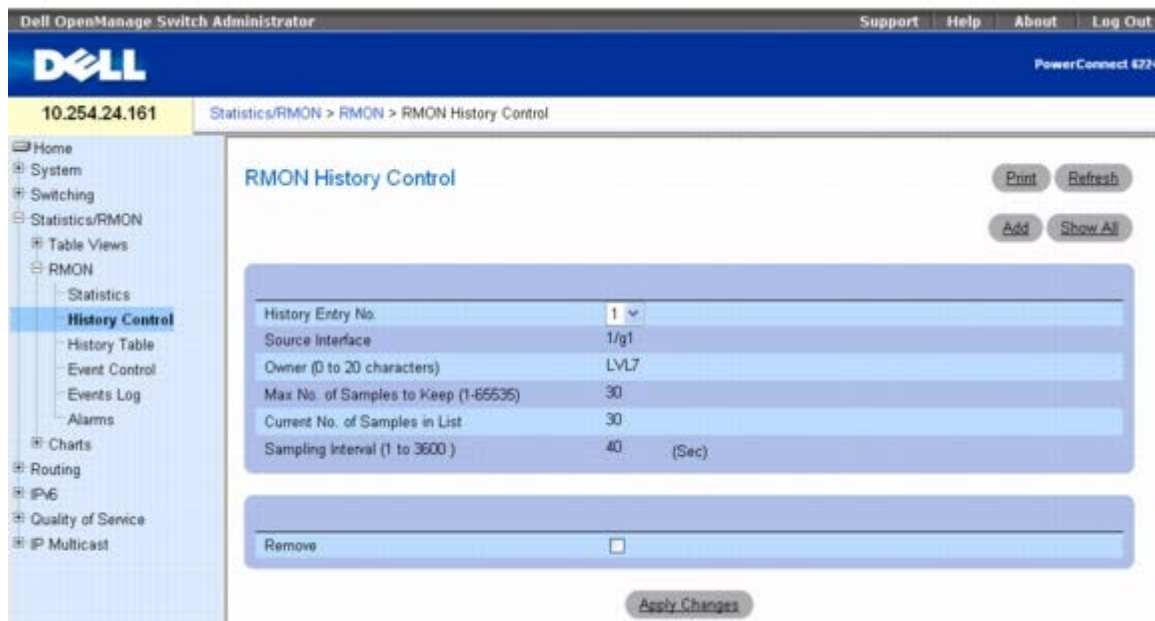 Dell OpenManage Switch Administrator Support Help About Log Out
DELL
PowerConnect 6224
10.254.24.161
Statistics/RMON > RMON > RMON History Control
Home
System
Switching
Statistics/RMON
Table Views
RMON
Statistics
History Control
History Table
Event Control
Events Log
Alarms
Charts
Routing
IPv6
Quality of Service
IP Multicast
RMON History Control
Print Refresh
Add Show All
History Entry No. 1
Source Interface 1/g1
Owner (0 to 20 characters) LVL7
Max No. of Samples to Keep (1-65535) 30
Current No. of Samples in List 30
Sampling Interval (1 to 3600 ) 40 (Sec)
Remove
Apply Changes